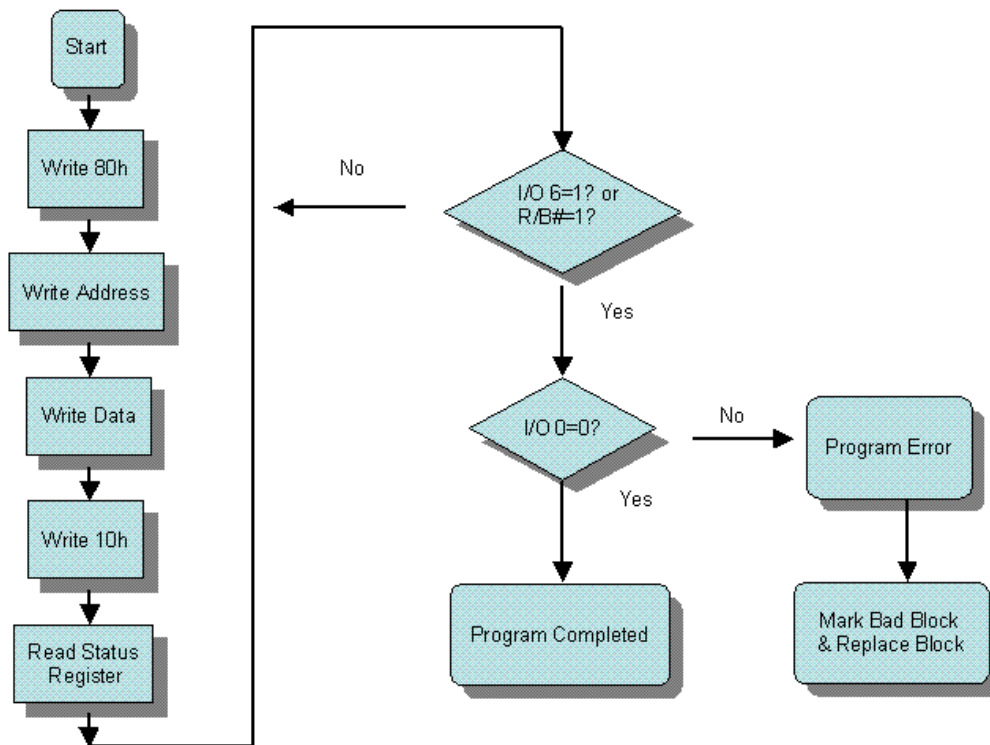 Start
Write 80h
Write Address
Write Data
Write 10h
Read Status
Register
No
I/O 6=1? or
R/B#=1?
Yes
I/O 0=0?
No
Program Error
Yes
Program Completed
Mark Bad Block
& Replace Block